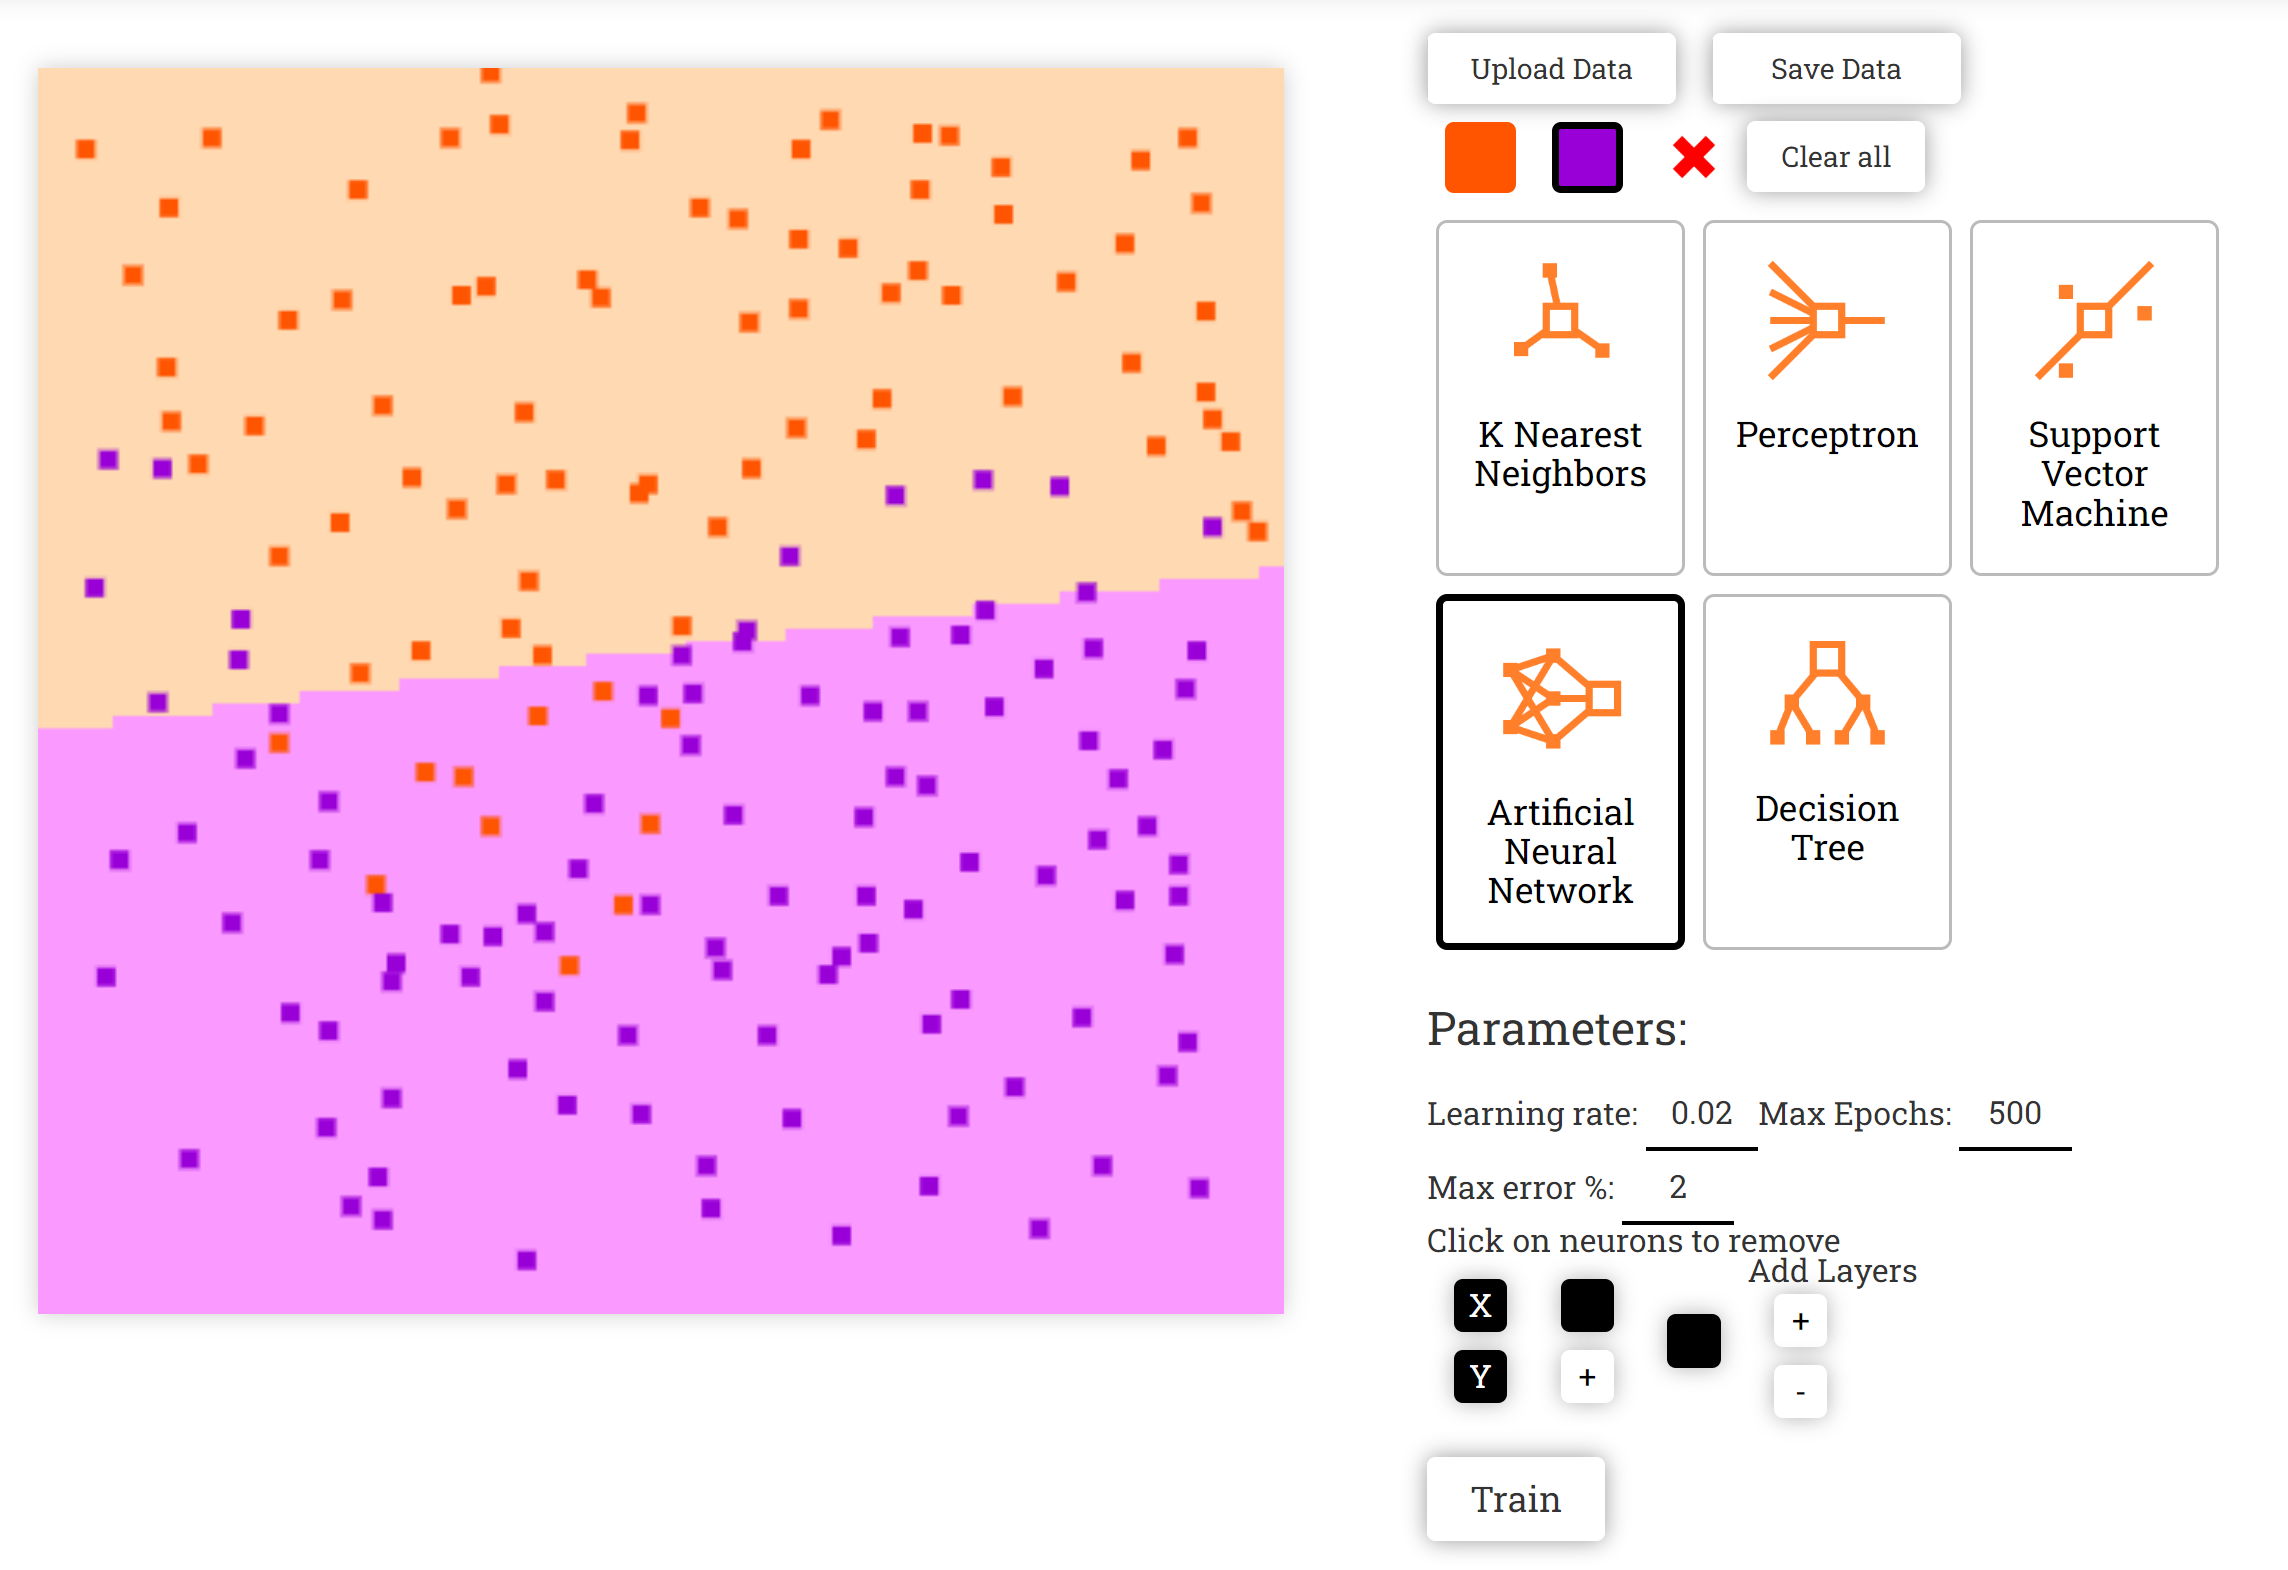 Upload Data
Save Data
Clear all
K Nearest
Neighbors
Perceptron
Support
Vector
Machine
Artificial
Neural
Network
Decision
Tree
Parameters:
Learning rate: 0.02 Max Epochs: 500
Max error %: 2
Click on neurons to remove
Add Layers
X
+
Y
+
-
Train